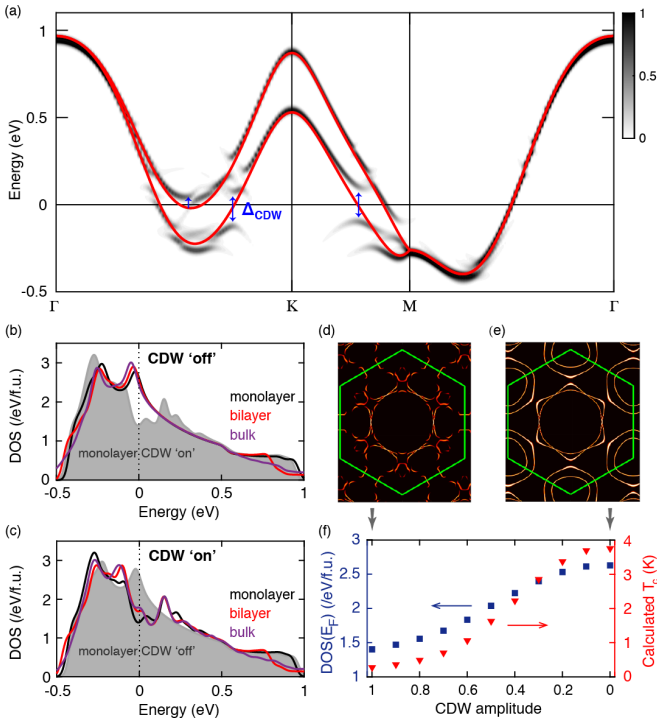 (a)
1
0.5
0
-0.5
Energy (eV)
Γ
K
M
Γ
Δ_CDW
1
0
(b)
3
2
1
0
DOS (/eV/f.u.)
CDW 'off'
monolayer
bilayer
bulk
monolayer CDW 'on'
-0.5
0
0.5
1
Energy (eV)
(c)
3
2
1
0
DOS (/eV/f.u.)
CDW 'on'
monolayer
bilayer
bulk
monolayer CDW 'off'
-0.5
0
0.5
1
Energy (eV)
(d)
(e)
(f)
3
2.5
2
1.5
1
DOS(E_F) (/eV/f.u.)
4
3
2
1
0
Calculated T_c (K)
1
0.8
0.6
0.4
0.2
0
CDW amplitude